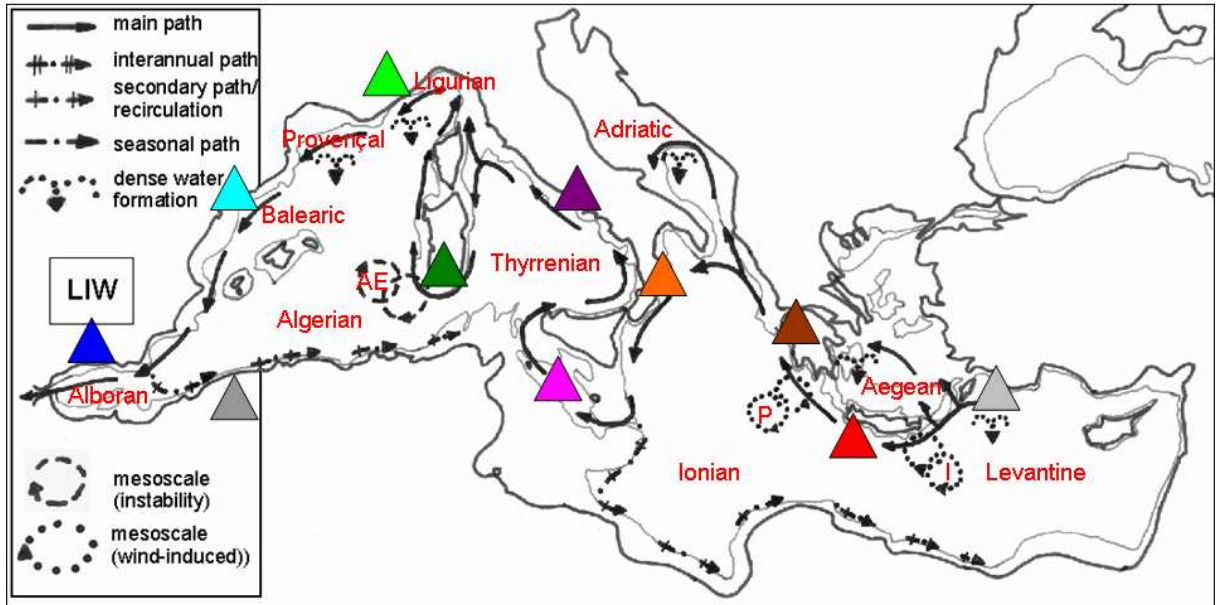 main path
interannual path
secondary path/
recirculation
seasonal path
dense water
formation
LIW
mesoscale
(instability)
mesoscale
(wind-induced))
Ligurian
Provençal
Balearic
Adriatic
Thyrrenian
AE
Algerian
Alboran
Aegean
P
I
Ionian
Levantine